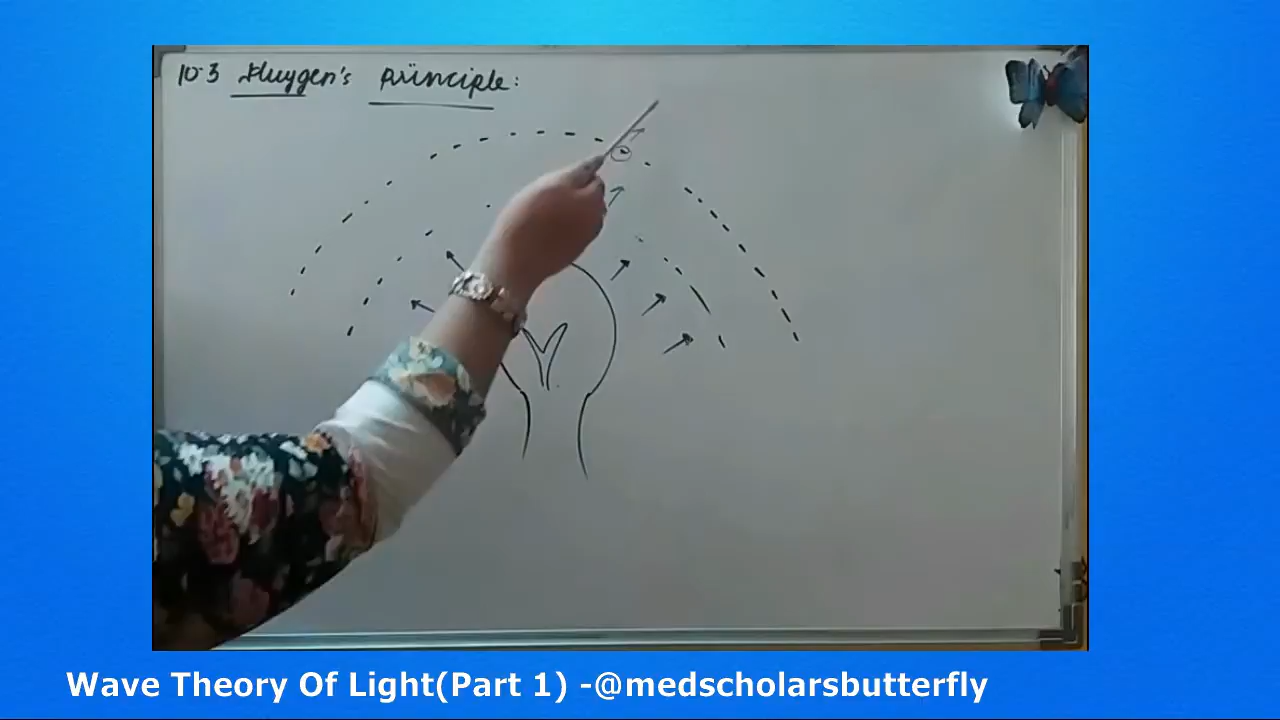 10.3 Huygen's principle:
Wave Theory Of Light(Part 1) -@medscholarsbutterfly